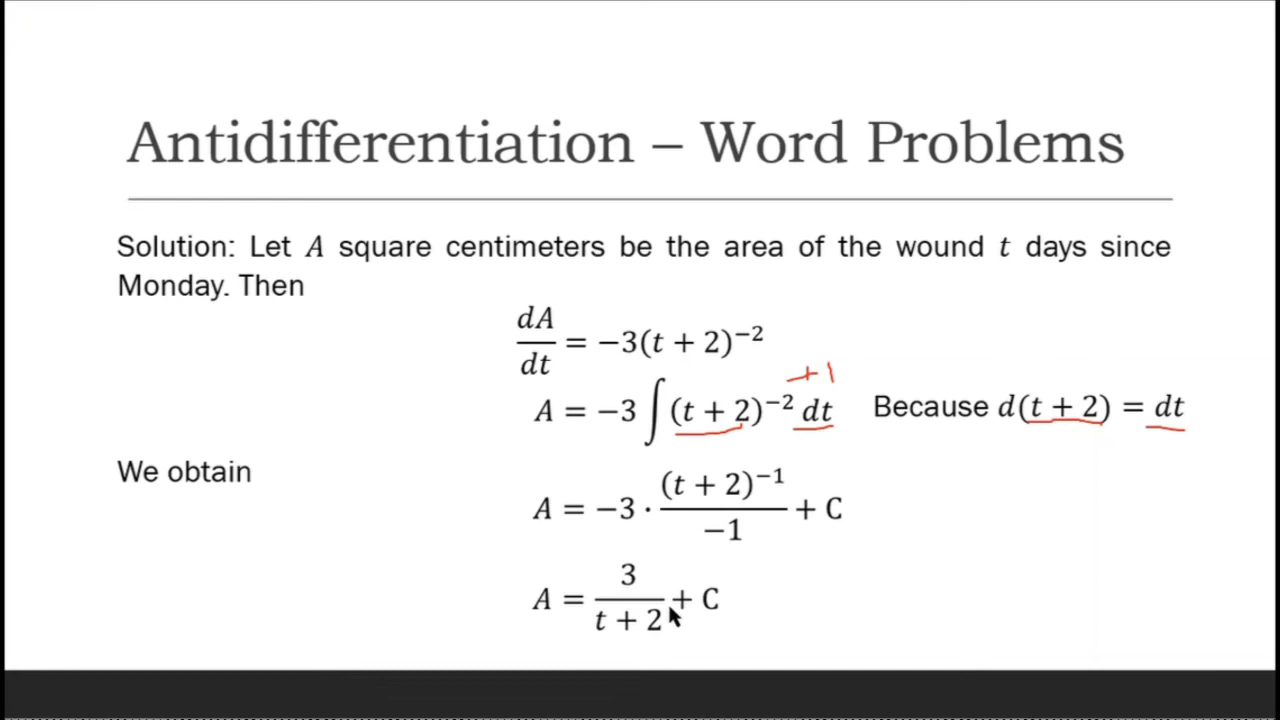 Antidifferentiation – Word Problems
Solution: Let A square centimeters be the area of the wound t days since
Monday. Then
dA/dt = −3(t + 2)⁻²
+1
A = −3 ∫ (t + 2)⁻² dt Because d(t + 2) = dt
We obtain
A = −3 · (t + 2)⁻¹/−1 + C
A = 3/t + 2 + C